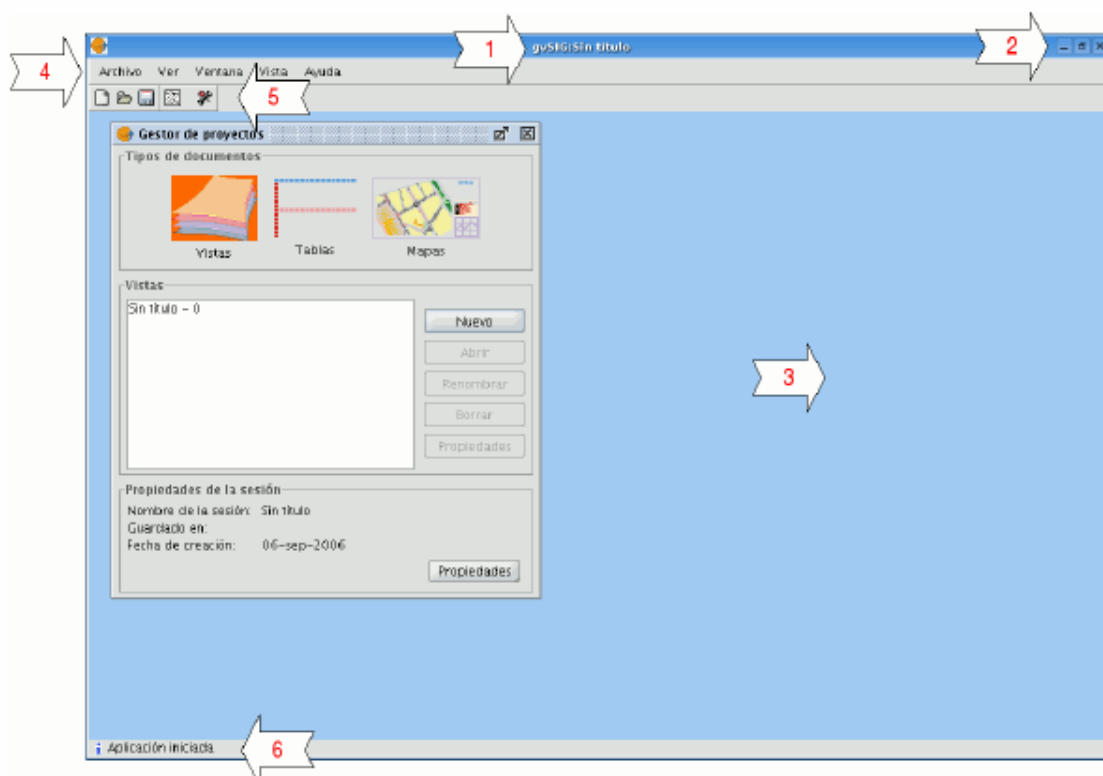 1
gvSIG:Sin título
2
4
Archivo Ver Ventana Vista Ayuda
5
Gestor de proyectos
Tipos de documentos
Vistas Tablas Mapas
Vistas
Sin título - 0
Nuevo
Abrir
3
Renombrar
Borrar
Propiedades
Propiedades de la sesión
Nombre de la sesión: Sin título
Guardado en:
Fecha de creación: 06-sep-2006
Propiedades
i Aplicación iniciada
6